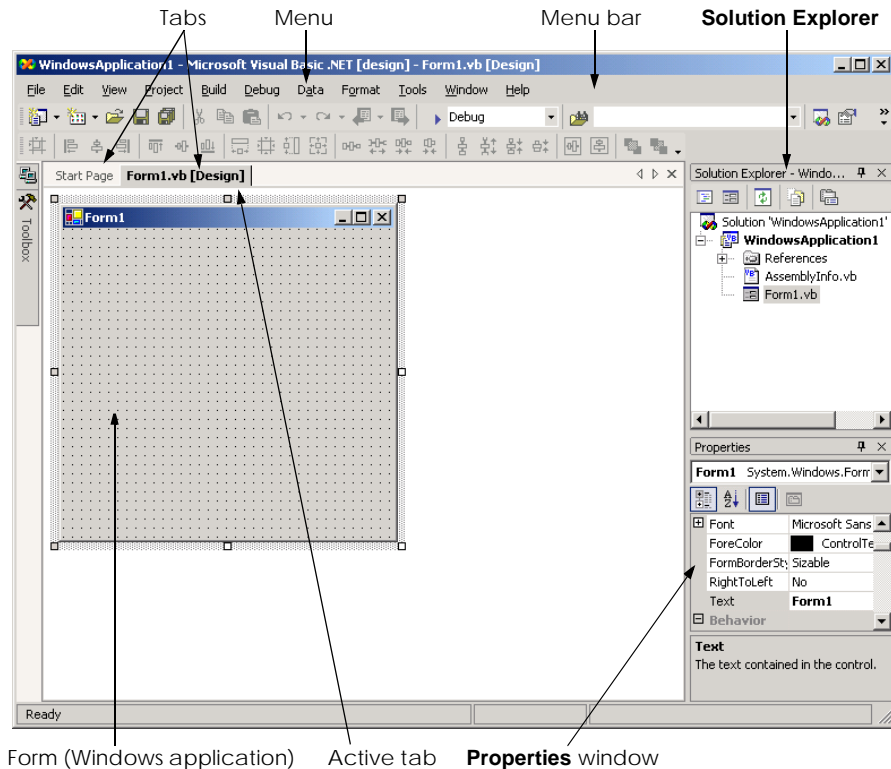 Tabs Menu Menu bar Solution Explorer
WindowsApplication1 - Microsoft Visual Basic .NET [design] - Form1.vb [Design]
File Edit View Project Build Debug Data Format Tools Window Help
Debug
Start Page Form1.vb [Design]
Solution Explorer - Windo...
Toolbox
Form1
Solution 'WindowsApplication1'
WindowsApplication1
References
AssemblyInfo.vb
Form1.vb
Properties
Form1 System.Windows.Form
Font Microsoft Sans
ForeColor ControlTe
FormBorderSty Sizable
RightToLeft No
Text Form1
Behavior
Text
The text contained in the control.
Ready
Form (Windows application) Active tab Properties window